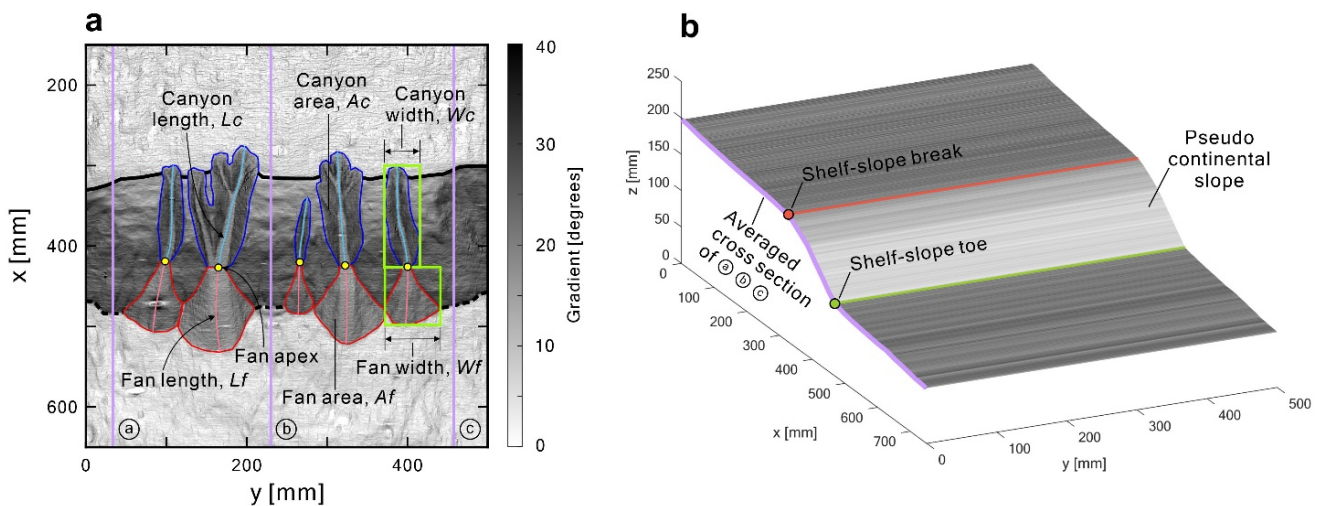 a
200
400
600
x [mm]
0
200
400
y [mm]
Canyon
length, Lc
Canyon
area, Ac
Canyon
width, Wc
Fan apex
Fan length, Lf
Fan width, Wf
Fan area, Af
a
b
c
40
30
20
10
0
Gradient [degrees]
b
250
200
150
100
50
0
z [mm]
Shelf-slope break
Pseudo
continental
slope
Averaged
cross section
of a b c
Shelf-slope toe
0
100
200
300
400
500
600
700
x [mm]
0
100
200
300
400
500
y [mm]